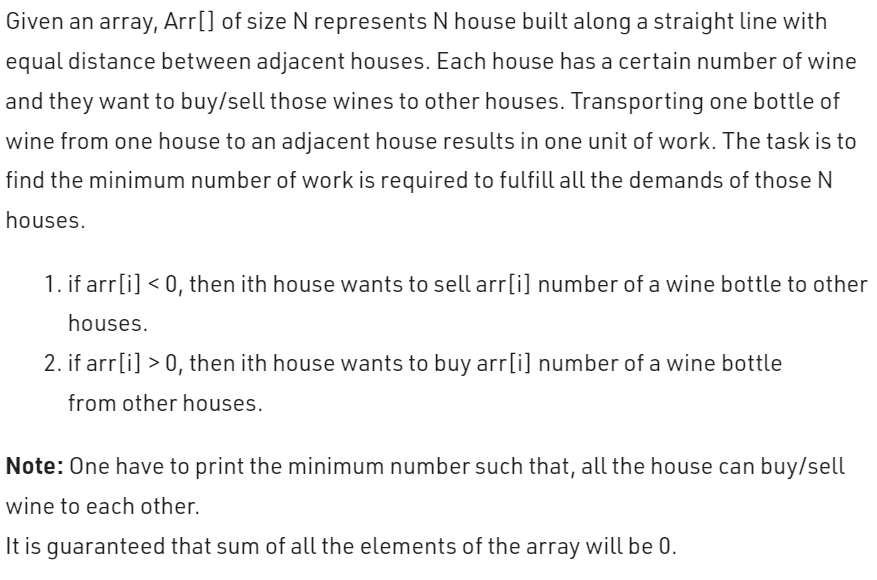 Given an array, Arr[] of size N represents N house built along a straight line with
equal distance between adjacent houses. Each house has a certain number of wine
and they want to buy/sell those wines to other houses. Transporting one bottle of
wine from one house to an adjacent house results in one unit of work. The task is to
find the minimum number of work is required to fulfill all the demands of those N
houses.
1. if arr[i] < 0, then ith house wants to sell arr[i] number of a wine bottle to other
houses.
2. if arr[i] > 0, then ith house wants to buy arr[i] number of a wine bottle
from other houses.
Note: One have to print the minimum number such that, all the house can buy/sell
wine to each other.
It is guaranteed that sum of all the elements of the array will be 0.